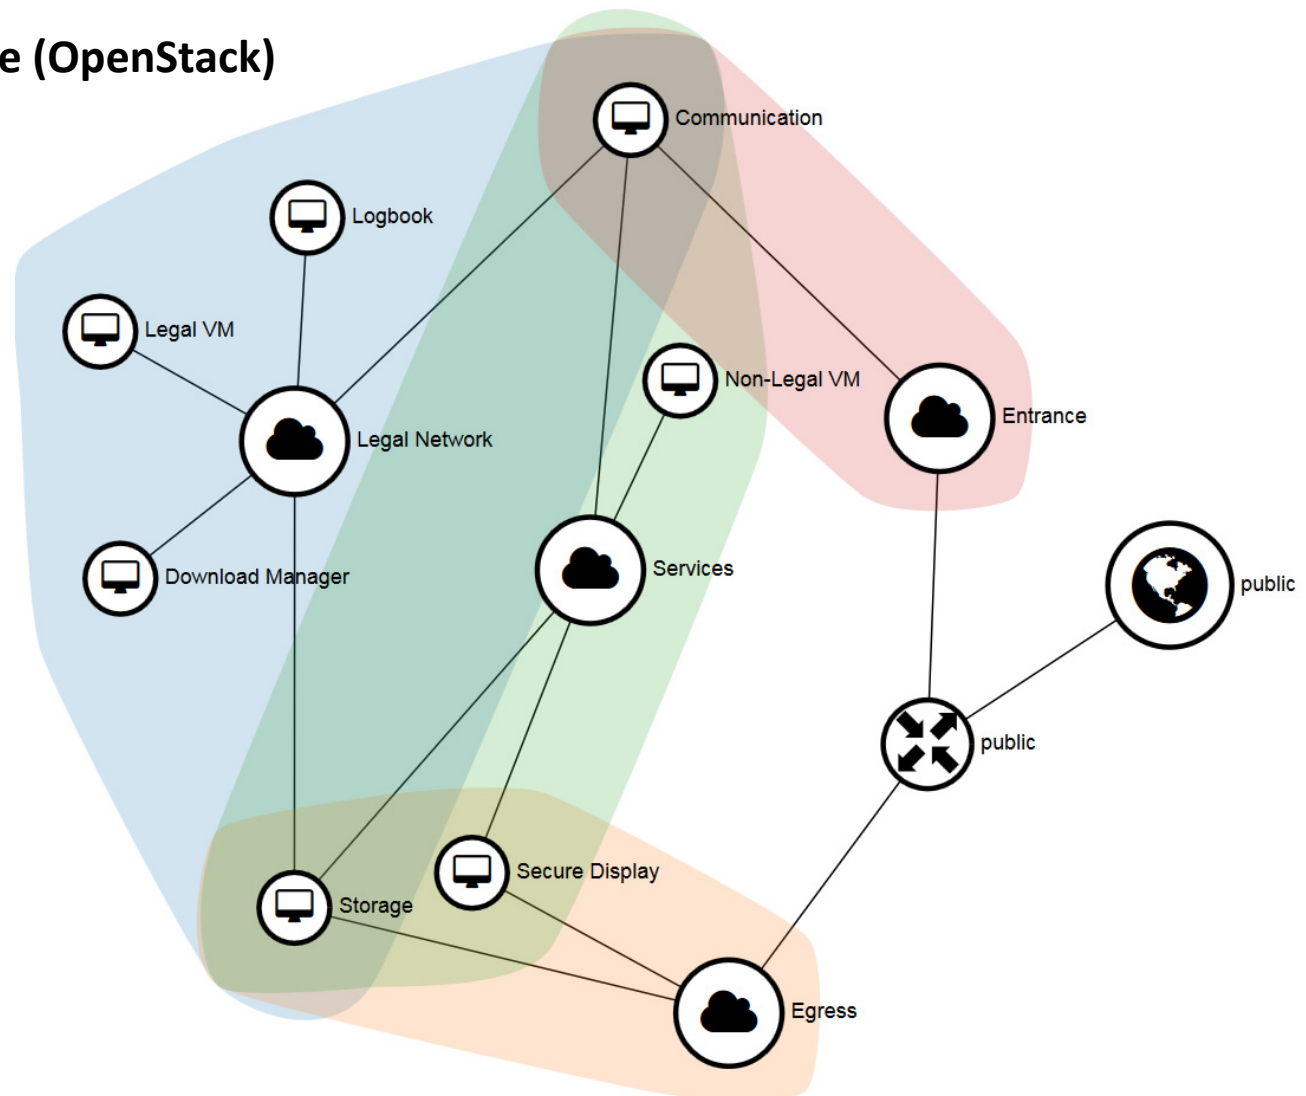 e (OpenStack)
Communication
Logbook
Legal VM
Non-Legal VM
Entrance
Legal Network
Services
Download Manager
public
public
Secure Display
Storage
Egress